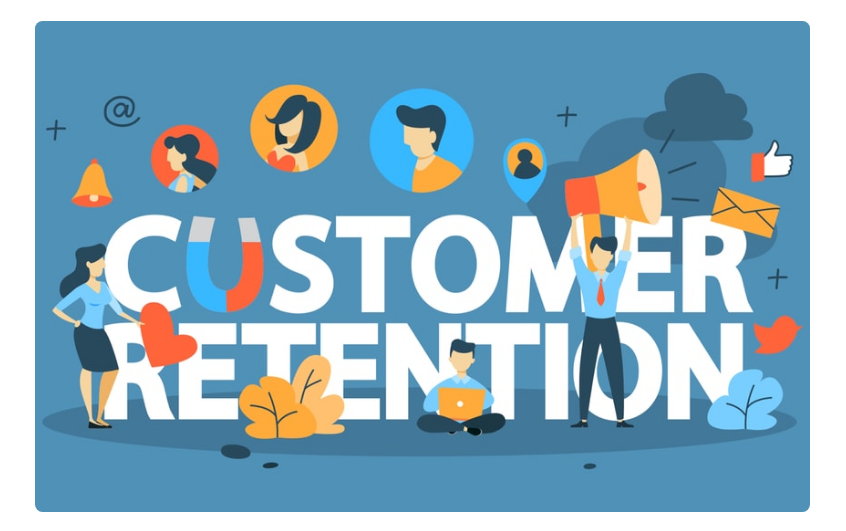 @
CUSTOMER
RETENTION